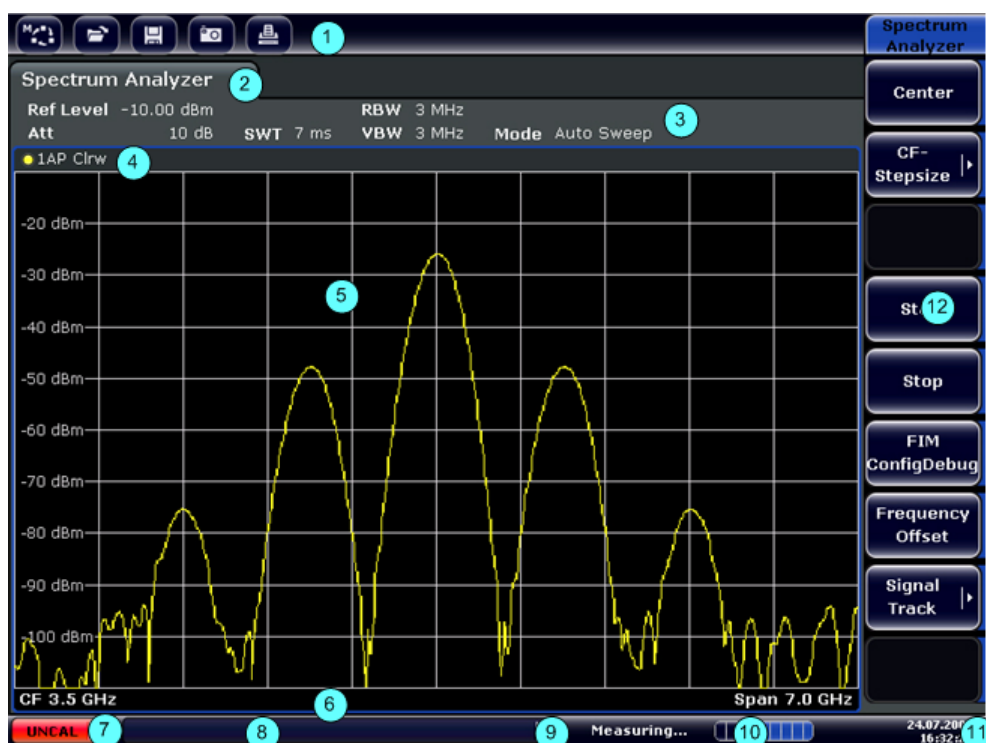 1
Spectrum
Analyzer
Spectrum Analyzer 2
Ref Level -10.00 dBm RBW 3 MHz
Att 10 dB SWT 7 ms VBW 3 MHz Mode Auto Sweep 3
1AP Clrw 4
-20 dBm
-30 dBm
5
-40 dBm
-50 dBm
-60 dBm
-70 dBm
-80 dBm
-90 dBm
-100 dBm
CF 3.5 GHz 6 Span 7.0 GHz
Center
CF-
Stepsize
12
Stop
FIM
ConfigDebug
Frequency
Offset
Signal
Track
UNCAL 7 8 9 Measuring... 10 11